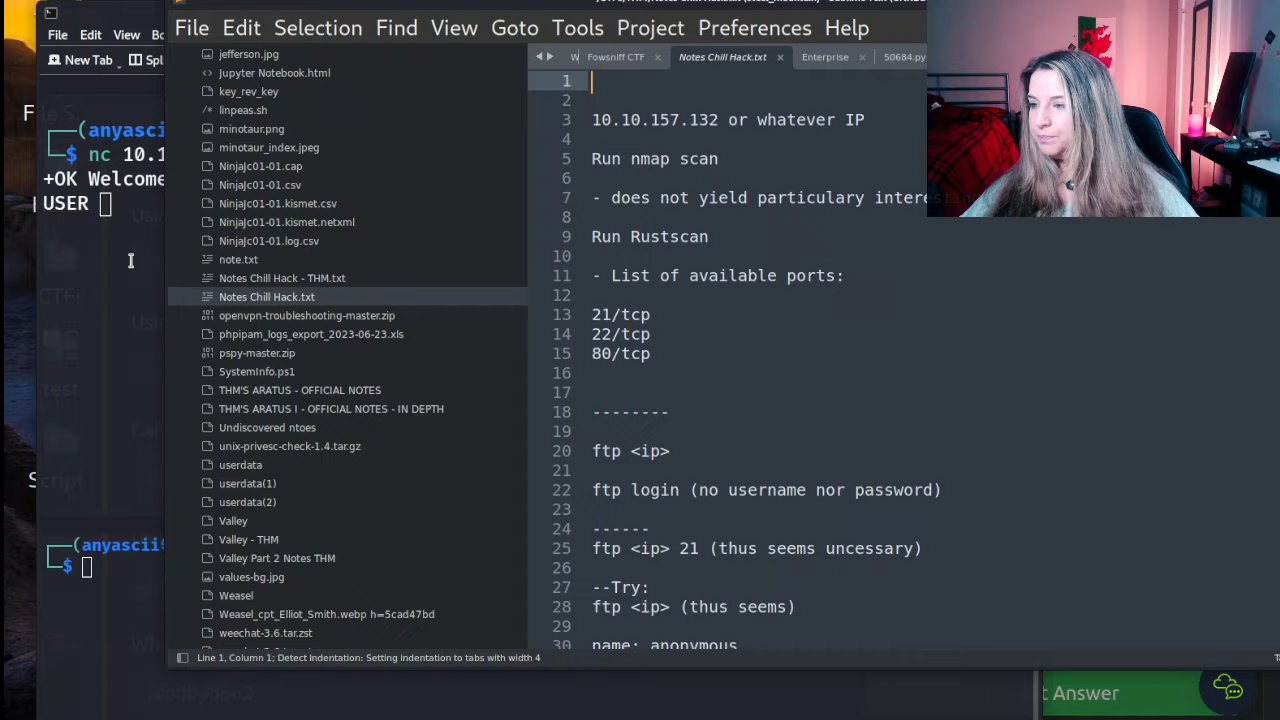 File Edit Selection Find View Goto Tools Project Preferences Help
File Edit View
New Tab
(anyasci
$ nc 10.1
+OK Welcome
USER
(anyascii
$
jefferson.jpg
Jupyter Notebook.html
key_rev_key
linpeas.sh
minotaur.png
minotaur_index.jpeg
NinjaJc01-01.cap
NinjaJc01-01.csv
NinjaJc01-01.kismet.csv
NinjaJc01-01.kismet.netxml
NinjaJc01-01.log.csv
note.txt
Notes Chill Hack - THM.txt
Notes Chill Hack.txt
openvpn-troubleshooting-master.zip
phpipam_logs_export_2023-06-23.xls
pspy-master.zip
SystemInfo.ps1
THM'S ARATUS - OFFICIAL NOTES
THM'S ARATUS I - OFFICIAL NOTES - IN DEPTH
Undiscovered ntoes
unix-privesc-check-1.4.tar.gz
userdata
userdata(1)
userdata(2)
Valley
Valley - THM
Valley Part 2 Notes THM
values-bg.jpg
Weasel
Weasel_cpt_Elliot_Smith.webp h=5cad47bd
weechat-3.6.tar.zst
W Fowsniff CTF Notes Chill Hack.txt Enterprise 50684.py
1
2
3 10.10.157.132 or whatever IP
4
5 Run nmap scan
6
7 - does not yield particulary interes
8
9 Run Rustscan
10
11 - List of available ports:
12
13 21/tcp
14 22/tcp
15 80/tcp
16
17
18 --------
19
20 ftp <ip>
21
22 ftp login (no username nor password)
23
24 ------
25 ftp <ip> 21 (thus seems uncessary)
26
27 --Try:
28 ftp <ip> (thus seems)
29
30 name: anonymous
Line 1, Column 1; Detect Indentation: Setting indentation to tabs with width 4
t Answer